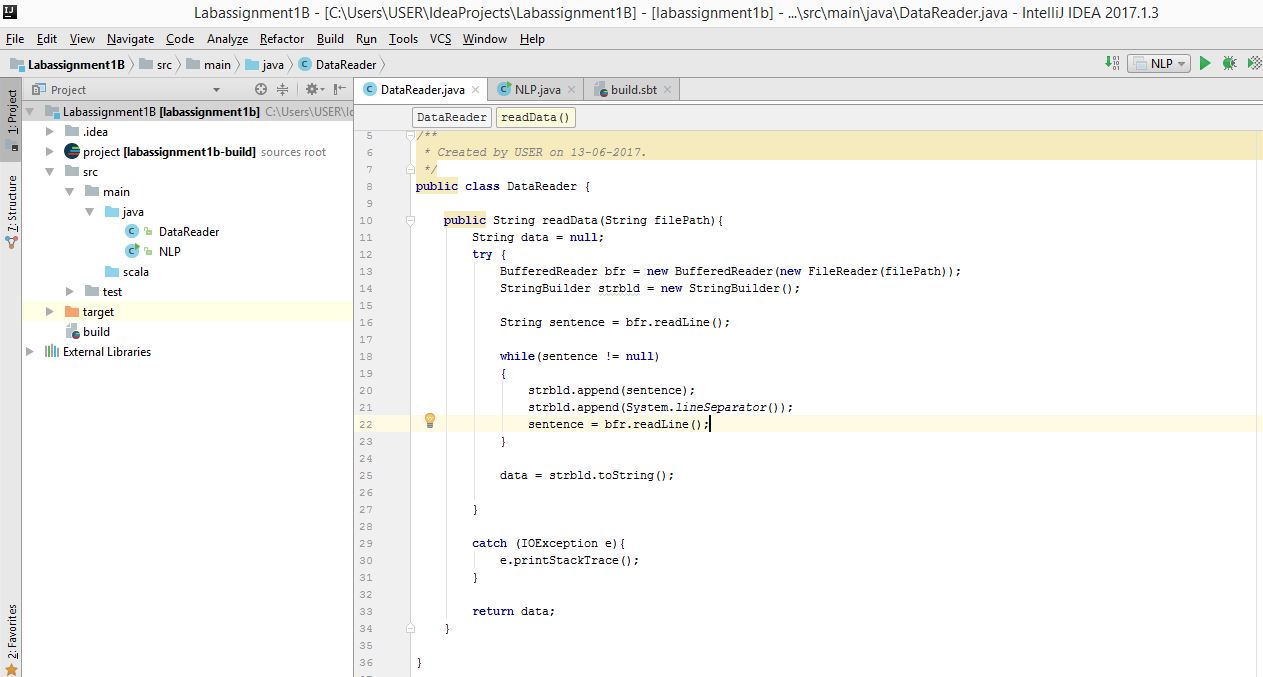 Labassignment1B - [C:\Users\USER\IdeaProjects\Labassignment1B] - [labassignment1b] - ...\src\main\java\DataReader.java - IntelliJ IDEA 2017.1.3
File Edit View Navigate Code Analyze Refactor Build Run Tools VCS Window Help
Labassignment1B src main java DataReader NLP
Project
DataReader.java NLP.java build.sbt
1: Project
7: Structure
2: Favorites
Labassignment1B [labassignment1b] C:\Users\USER\Id
.idea
project [labassignment1b-build] sources root
src
main
java
DataReader
NLP
scala
test
target
build
External Libraries
DataReader readData()
5 /**
6 * Created by USER on 13-06-2017.
7 */
8 public class DataReader {
9
10 public String readData(String filePath){
11 String data = null;
12 try {
13 BufferedReader bfr = new BufferedReader(new FileReader(filePath));
14 StringBuilder strbld = new StringBuilder();
15
16 String sentence = bfr.readLine();
17
18 while(sentence != null)
19 {
20 strbld.append(sentence);
21 strbld.append(System.lineSeparator());
22 sentence = bfr.readLine();
23 }
24
25 data = strbld.toString();
26
27 }
28
29 catch (IOException e){
30 e.printStackTrace();
31 }
32
33 return data;
34 }
35
36 }